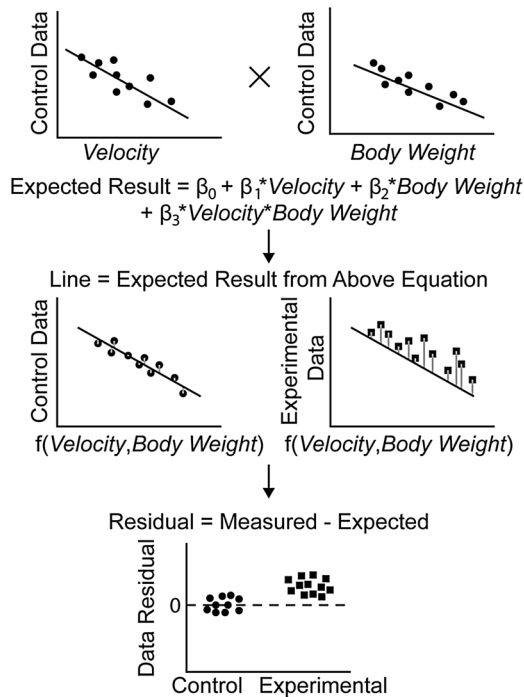 Control Data
Velocity
×
Control Data
Body Weight
Expected Result = β0 + β1*Velocity + β2*Body Weight
+ β3*Velocity*Body Weight
Line = Expected Result from Above Equation
Control Data
f(Velocity,Body Weight)
Experimental
Data
f(Velocity,Body Weight)
Residual = Measured - Expected
Data Residual
0
Control
Experimental